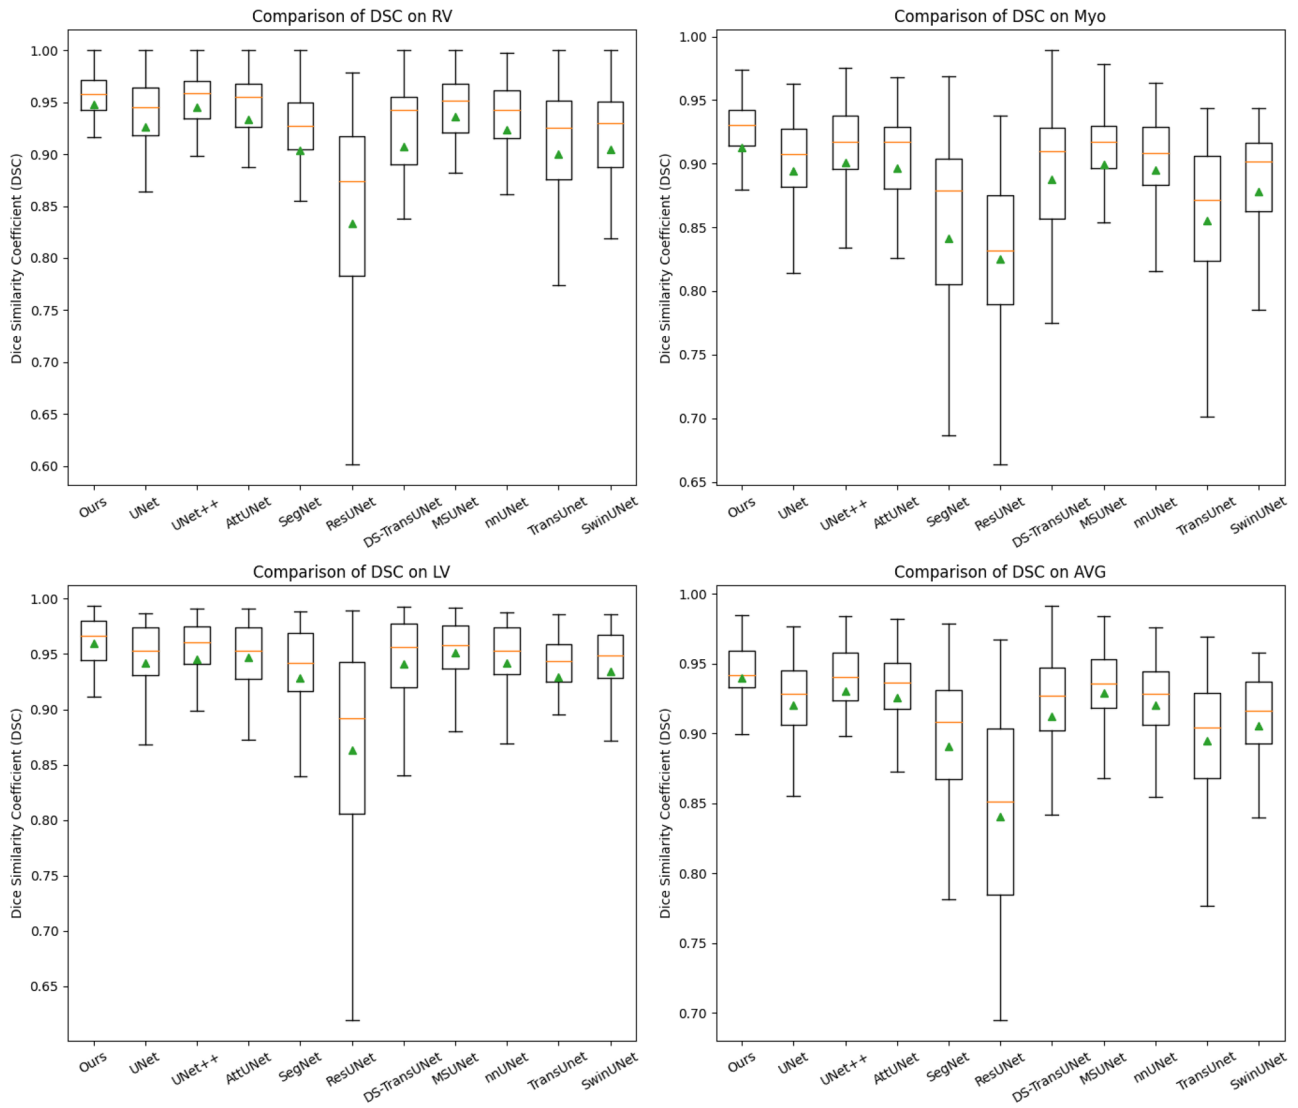 Comparison of DSC on RV
Dice Similarity Coefficient (DSC)
1.00
0.95
0.90
0.85
0.80
0.75
0.70
0.65
0.60
Ours
UNet
UNet++
AttUNet
SegNet
ResUNet
DS-TransUNet
MSUNet
nnUNet
TransUnet
SwinUNet
Comparison of DSC on Myo
Dice Similarity Coefficient (DSC)
1.00
0.95
0.90
0.85
0.80
0.75
0.70
0.65
Ours
UNet
UNet++
AttUNet
SegNet
ResUNet
DS-TransUNet
MSUNet
nnUNet
TransUnet
SwinUNet
Comparison of DSC on LV
Dice Similarity Coefficient (DSC)
1.00
0.95
0.90
0.85
0.80
0.75
0.70
0.65
Ours
UNet
UNet++
AttUNet
SegNet
ResUNet
DS-TransUNet
MSUNet
nnUNet
TransUnet
SwinUNet
Comparison of DSC on AVG
Dice Similarity Coefficient (DSC)
1.00
0.95
0.90
0.85
0.80
0.75
0.70
Ours
UNet
UNet++
AttUNet
SegNet
ResUNet
DS-TransUNet
MSUNet
nnUNet
TransUnet
SwinUNet